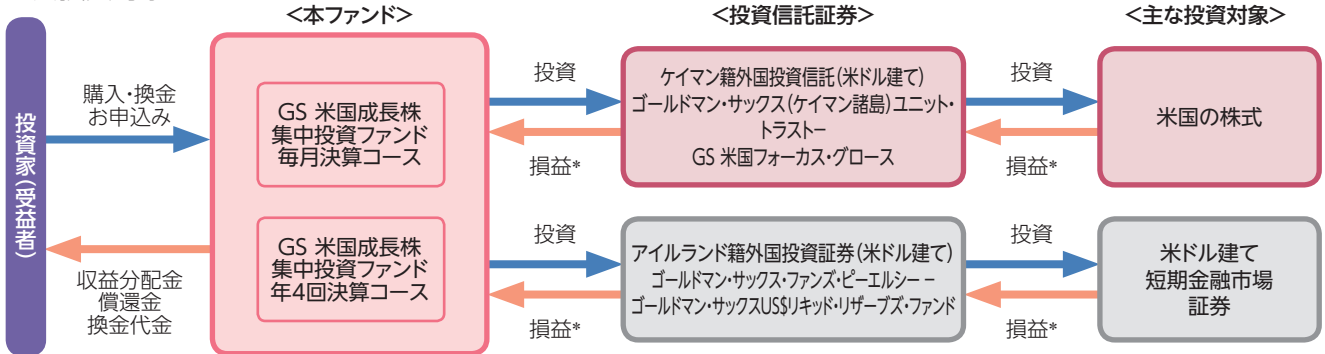 <本ファンド>
<投資信託証券>
<主な投資対象>
投資家(受益者)
購入・換金
お申込み
収益分配金
償還金
換金代金
GS 米国成長株
集中投資ファンド
毎月決算コース
GS 米国成長株
集中投資ファンド
年4回決算コース
投資
損益*
ケイマン籍外国投資信託(米ドル建て)
ゴールドマン・サックス(ケイマン諸島)ユニット・
トラスト－
GS 米国フォーカス・グロース
投資
損益*
米国の株式
投資
損益*
アイルランド籍外国投資証券(米ドル建て)
ゴールドマン・サックス・ファンズ・ピーエルシー －
ゴールドマン・サックスUS$リキッド・リザーブズ・ファンド
投資
損益*
米ドル建て
短期金融市場
証券